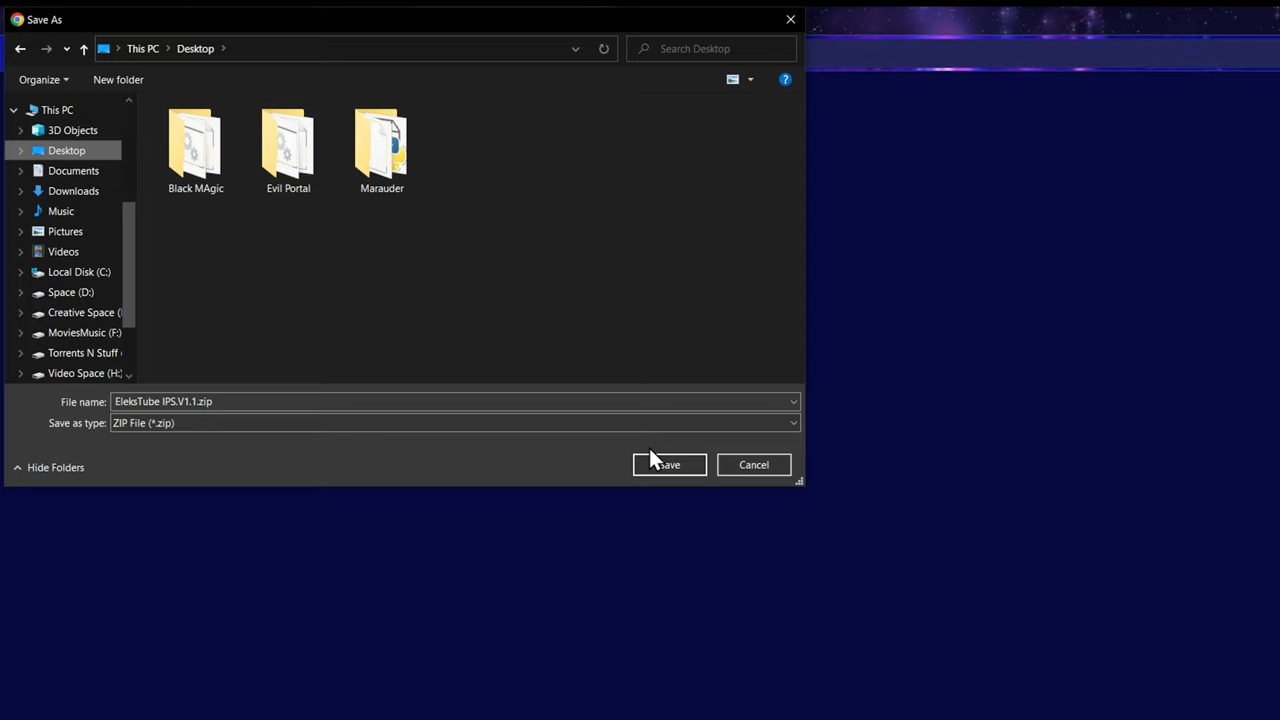 Save As
This PC
Desktop
Search Desktop
Organize
New folder
This PC
3D Objects
Desktop
Documents
Downloads
Music
Pictures
Videos
Local Disk (C:)
Space (D:)
Creative Space (
MoviesMusic (F:)
Torrents N Stuff
Video Space (H:)
Black MAgic
Evil Portal
Marauder
File name:
EleksTube IPS.V1.1.zip
Save as type:
ZIP File (*.zip)
Hide Folders
Save
Cancel